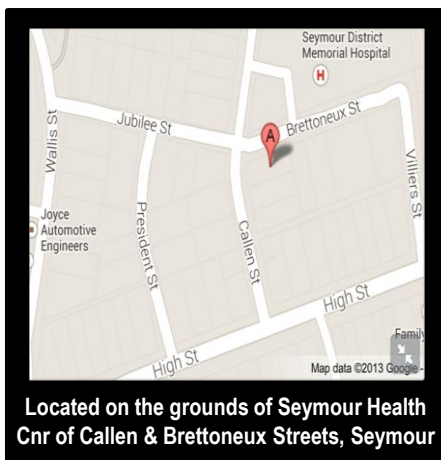 Seymour District
Memorial Hospital
H
Jubilee St
A
Brettoneux St
Wallis St
Villiers St
President St
Callen St
Joyce
Automotive
Engineers
High St
High St
Family
Map data ©2013 Google -
Located on the grounds of Seymour Health
Cnr of Callen & Brettoneux Streets, Seymour